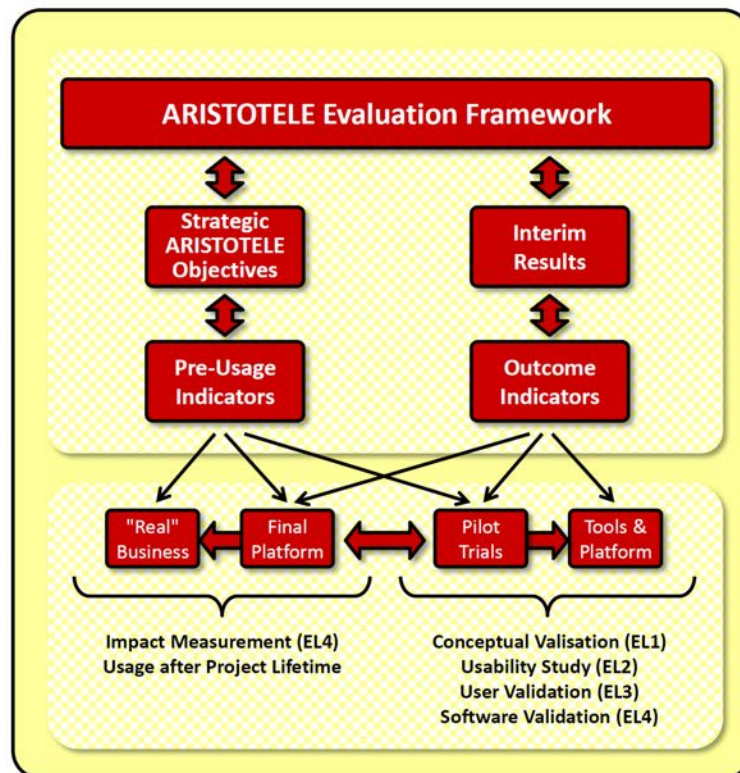 ARISTOTELE Evaluation Framework
Strategic
ARISTOTELE
Objectives
Interim
Results
Pre-Usage
Indicators
Outcome
Indicators
"Real"
Business
Final
Platform
Pilot
Trials
Tools &
Platform
Impact Measurement (EL4)
Usage after Project Lifetime
Conceptual Valisation (EL1)
Usability Study (EL2)
User Validation (EL3)
Software Validation (EL4)